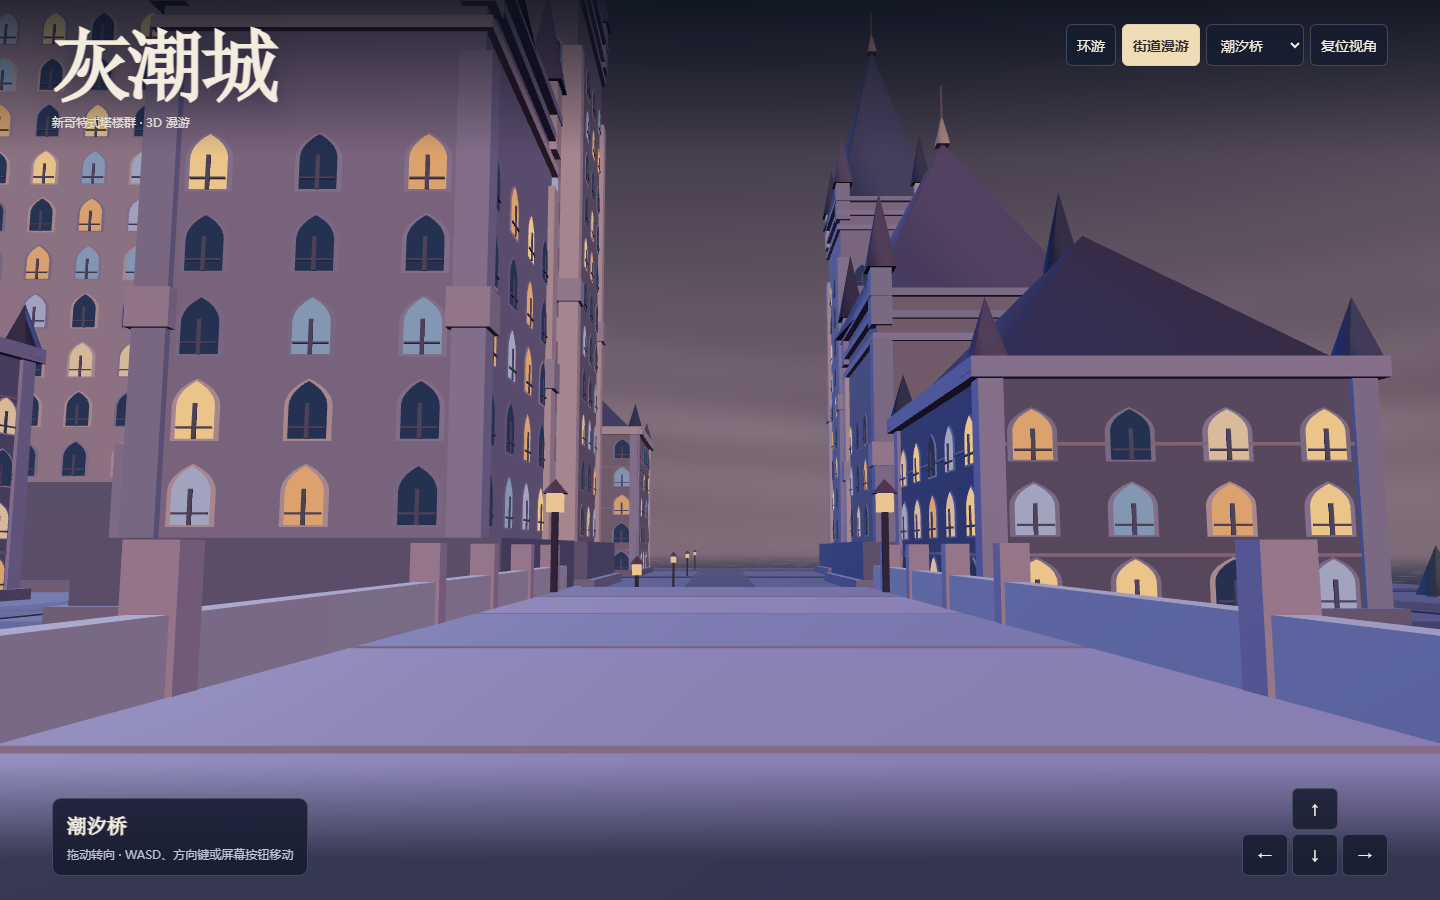 灰潮城
新哥特式塔楼群 · 3D 漫游
环游
街道漫游
潮汐桥
复位视角
潮汐桥
拖动转向 · WASD、方向键或屏幕按钮移动
↑
← ↓ →